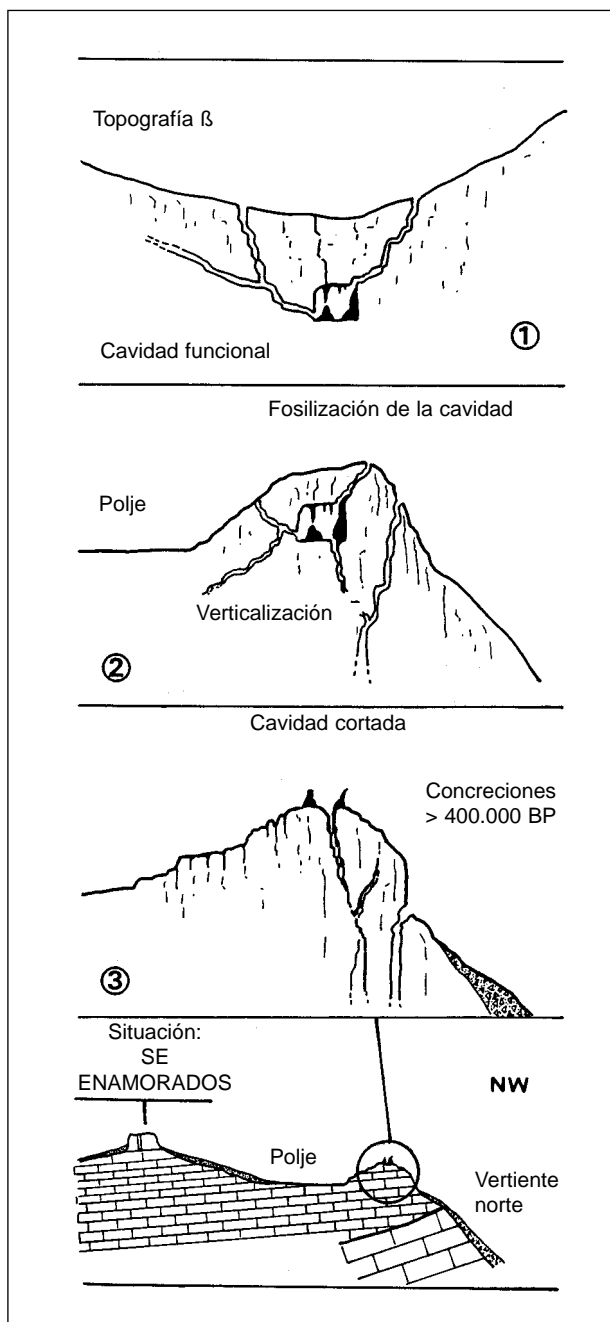 Topografía ß
Cavidad funcional
1
Fosilización de la cavidad
Polje
Verticalización
2
Cavidad cortada
Concreciones
> 400.000 BP
3
Situación:
SE
ENAMORADOS
NW
Polje
Vertiente
norte